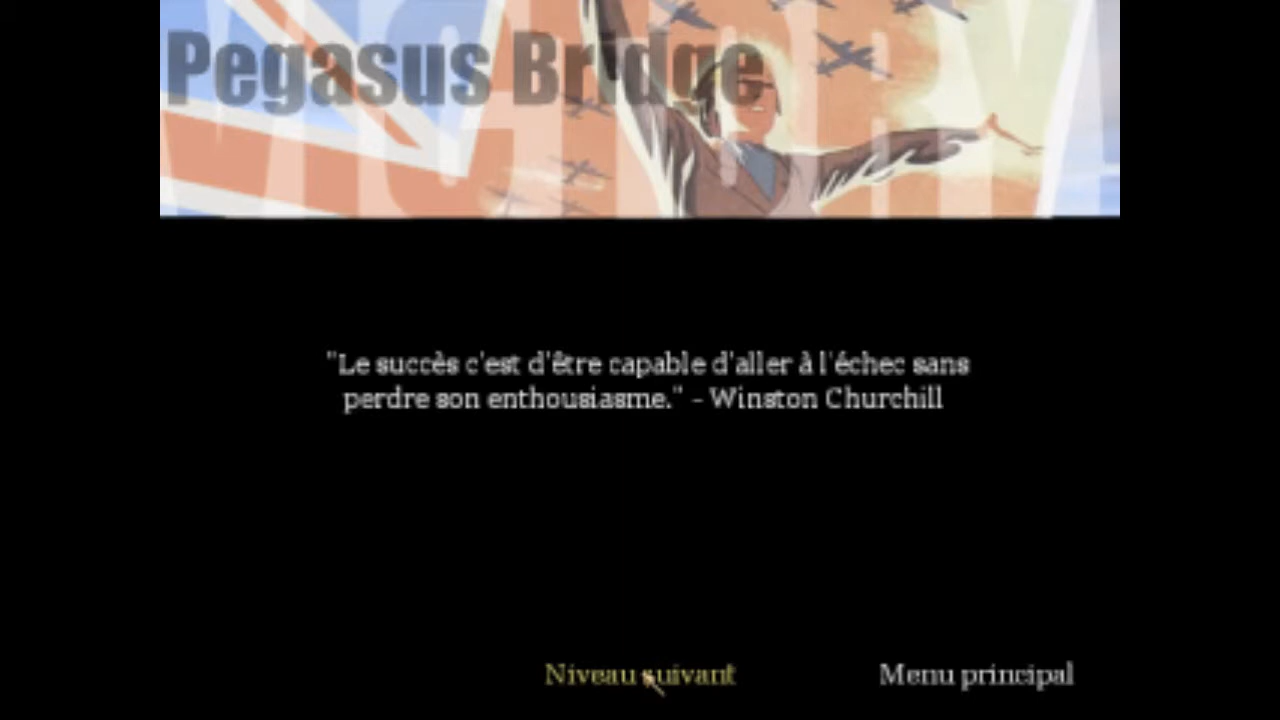 VICTORY
Pegasus Bridge
"Le succès c'est d'être capable d'aller à l'échec sans
perdre son enthousiasme." - Winston Churchill
Niveau suivant
Menu principal